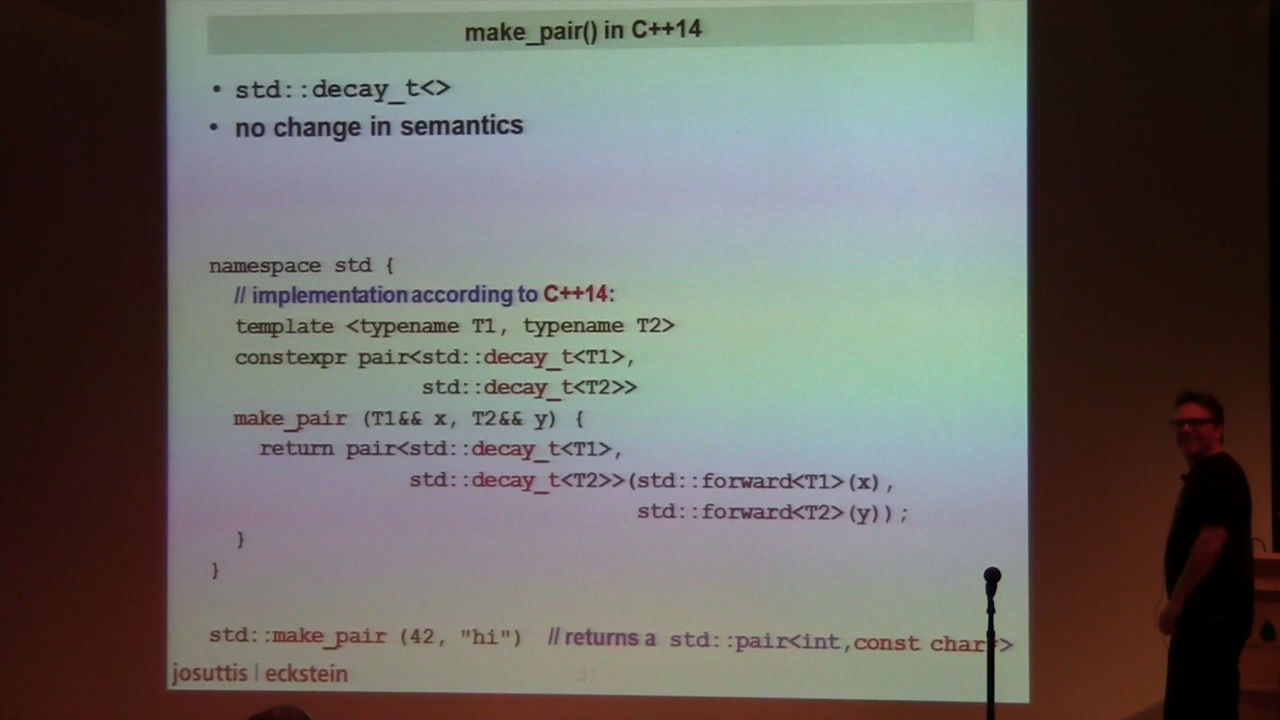 make_pair() in C++14
• std::decay_t<>
• no change in semantics
namespace std {
// implementation according to C++14:
template <typename T1, typename T2>
constexpr pair<std::decay_t<T1>,
std::decay_t<T2>>
make_pair (T1&& x, T2&& y) {
return pair<std::decay_t<T1>,
std::decay_t<T2>>(std::forward<T1>(x),
std::forward<T2>(y));
}
}
std::make_pair (42, "hi") // returns a std::pair<int,const char*>
josuttis | eckstein